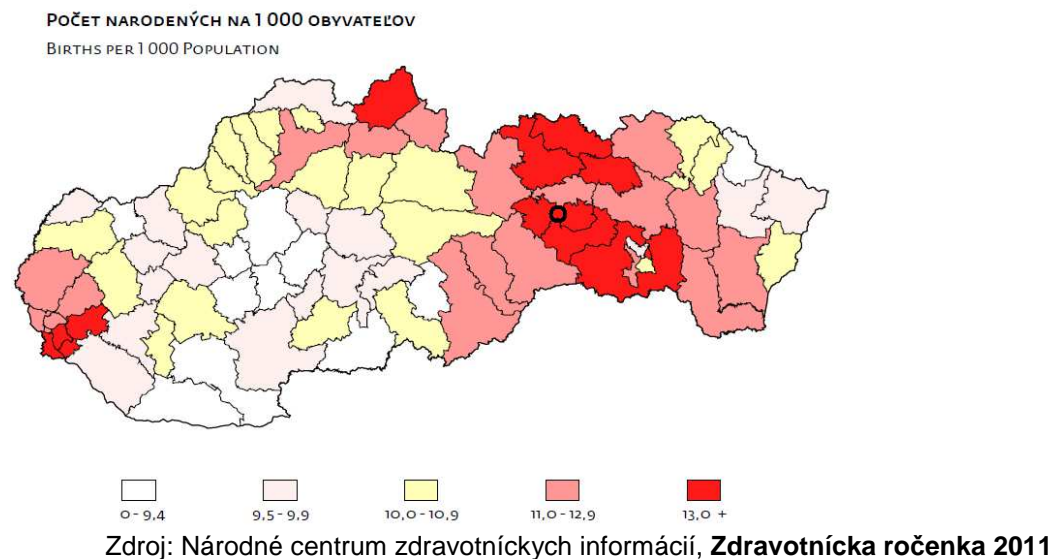 POČET NARODENÝCH NA 1 000 OBYVATEĽOV
BIRTHS PER 1 000 POPULATION
0 - 9,4 9,5 - 9,9 10,0 - 10,9 11,0 - 12,9 13,0 +
Zdroj: Národné centrum zdravotníckych informácií, Zdravotnícka ročenka 2011